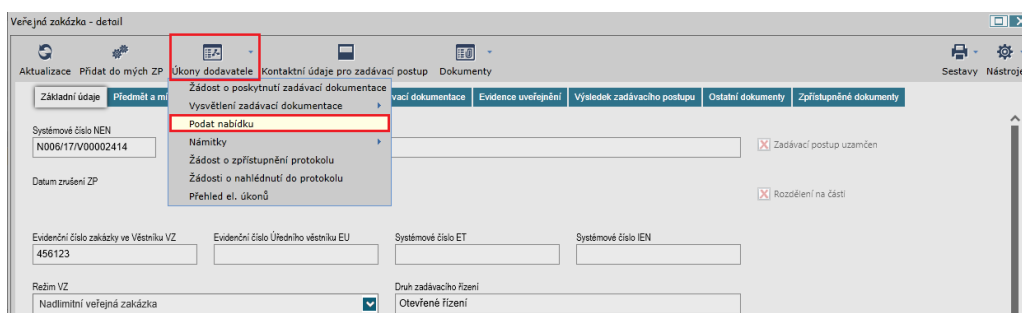 Veřejná zakázka - detail
Aktualizace Přidat do mých ZP Úkony dodavatele Kontaktní údaje pro zadávací postup Dokumenty Sestavy Nástroje
Žádost o poskytnutí zadávací dokumentace
Základní údaje Předmět a mí vací dokumentace Evidence uveřejnění Výsledek zadávacího postupu Ostatní dokumenty Zpřístupněné dokumenty
Vysvětlení zadávací dokumentace
Podat nabídku
Systémové číslo NEN
N006/17/V00002414
Námitky
Zadávací postup uzamčen
Žádost o zpřístupnění protokolu
Datum zrušení ZP
Žádosti o nahlédnutí do protokolu
Přehled el. úkonů
Rozdělení na části
Evidenční číslo zakázky ve Věstníku VZ Evidenční číslo Úředního věstníku EU Systémové číslo ET Systémové číslo IEN
456123
Režim VZ Druh zadávacího řízení
Nadlimitní veřejná zakázka Otevřené řízení